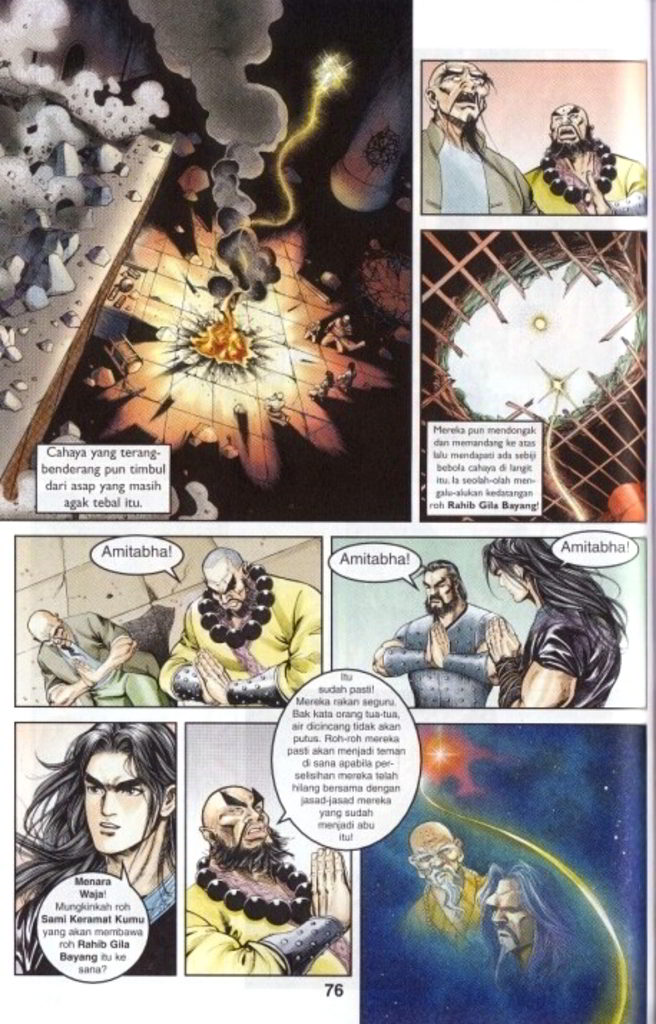 Cahaya yang terang-
benderang pun timbul
dari asap yang masih
agak tebal itu.
Mereka pun mendongak
dan memandang ke atas
lalu mendapati ada sebiji
bebola cahaya di langit
itu. Ia seolah-olah men-
galu-alukan kedatangan
roh Rahib Gila Bayang!
Amitabha!
Amitabha!
Amitabha!
Menara
Waja!
Mungkinkah roh
Sami Keramat Kumu
yang akan membawa
roh Rahib Gila
Bayang itu ke
sana?
Itu
sudah pasti!
Mereka rakan seguru.
Bak kata orang tua-tua,
air dicincang tidak akan
putus. Roh-roh mereka
pasti akan menjadi teman
di sana apabila per-
selisihan mereka telah
hilang bersama dengan
jasad-jasad mereka
yang sudah
menjadi abu
itu!
76